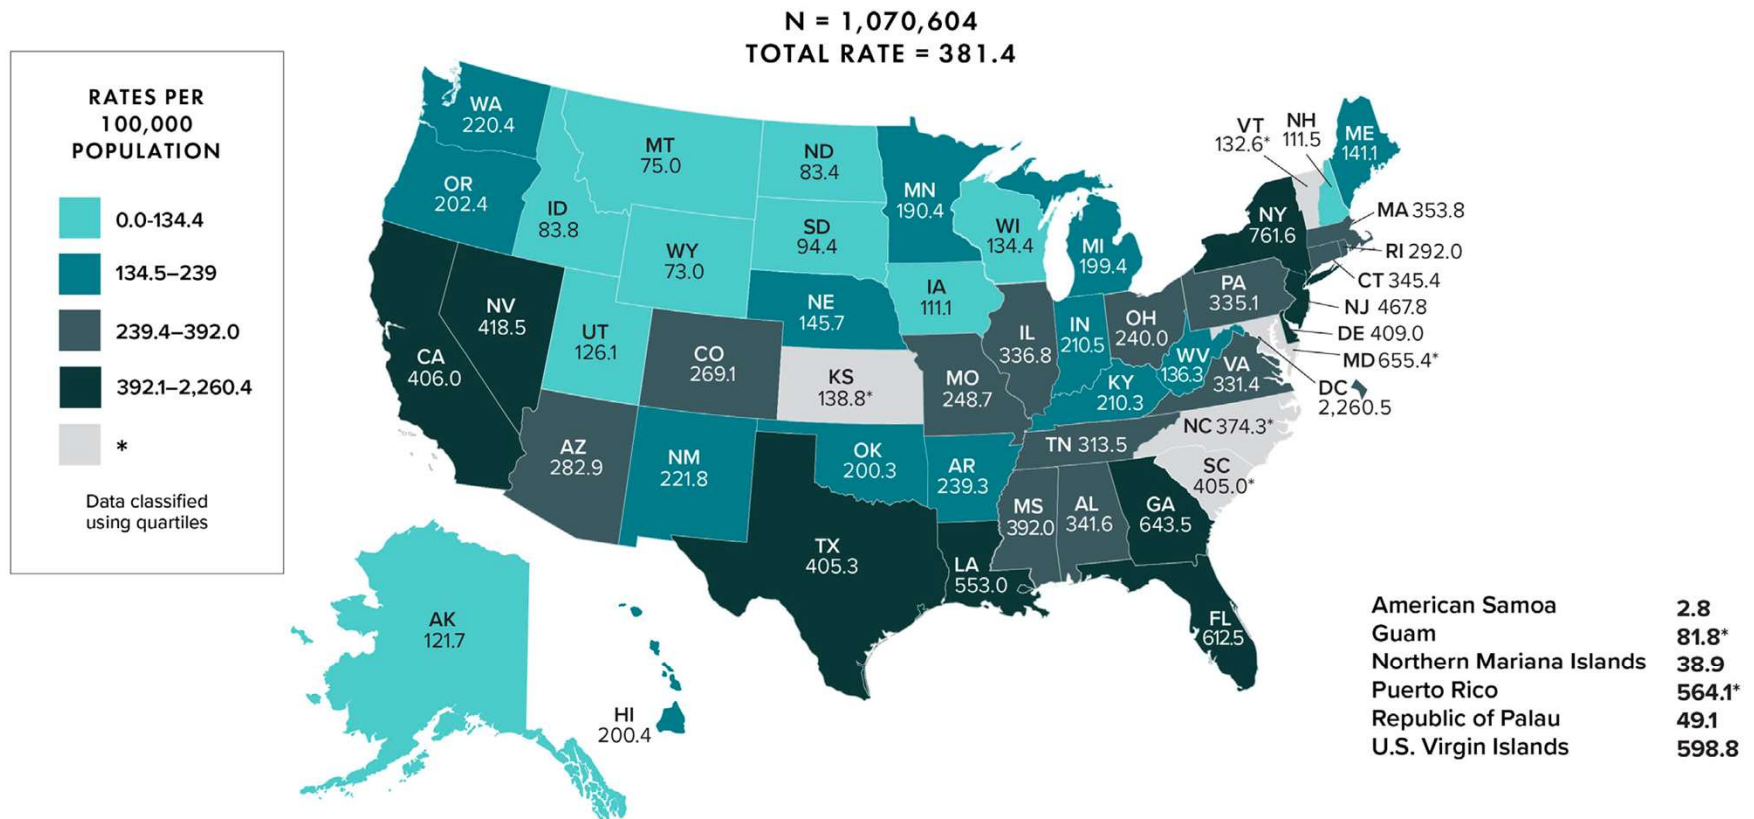 N = 1,070,604
TOTAL RATE = 381.4
RATES PER
100,000
POPULATION
0.0-134.4
134.5–239
239.4–392.0
392.1–2,260.4
*
Data classified
using quartiles
WA
220.4
OR
202.4
CA
406.0
NV
418.5
ID
83.8
MT
75.0
WY
73.0
UT
126.1
AZ
282.9
CO
269.1
NM
221.8
ND
83.4
SD
94.4
NE
145.7
KS
138.8*
OK
200.3
TX
405.3
MN
190.4
IA
111.1
MO
248.7
AR
239.3
LA
553.0
WI
134.4
IL
336.8
MI
199.4
IN
210.5
OH
240.0
KY
210.3
WV
136.3
VA
331.4
TN 313.5
NC 374.3*
SC
405.0*
MS
392.0
AL
341.6
GA
643.5
FL
612.5
PA
335.1
NY
761.6
VT
132.6*
NH
111.5
ME
141.1
MA 353.8
RI 292.0
CT 345.4
NJ 467.8
DE 409.0
MD 655.4*
DC
2,260.5
AK
121.7
HI
200.4
American Samoa 2.8
Guam 81.8*
Northern Mariana Islands 38.9
Puerto Rico 564.1*
Republic of Palau 49.1
U.S. Virgin Islands 598.8